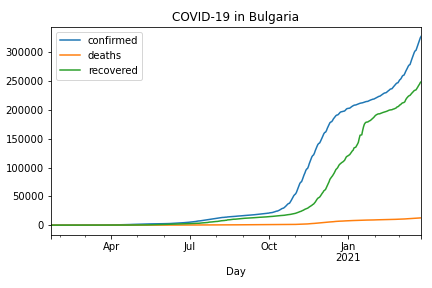 COVID-19 in Bulgaria
confirmed
deaths
recovered
300000
250000
200000
150000
100000
50000
0
Apr Jul Oct Jan
2021
Day